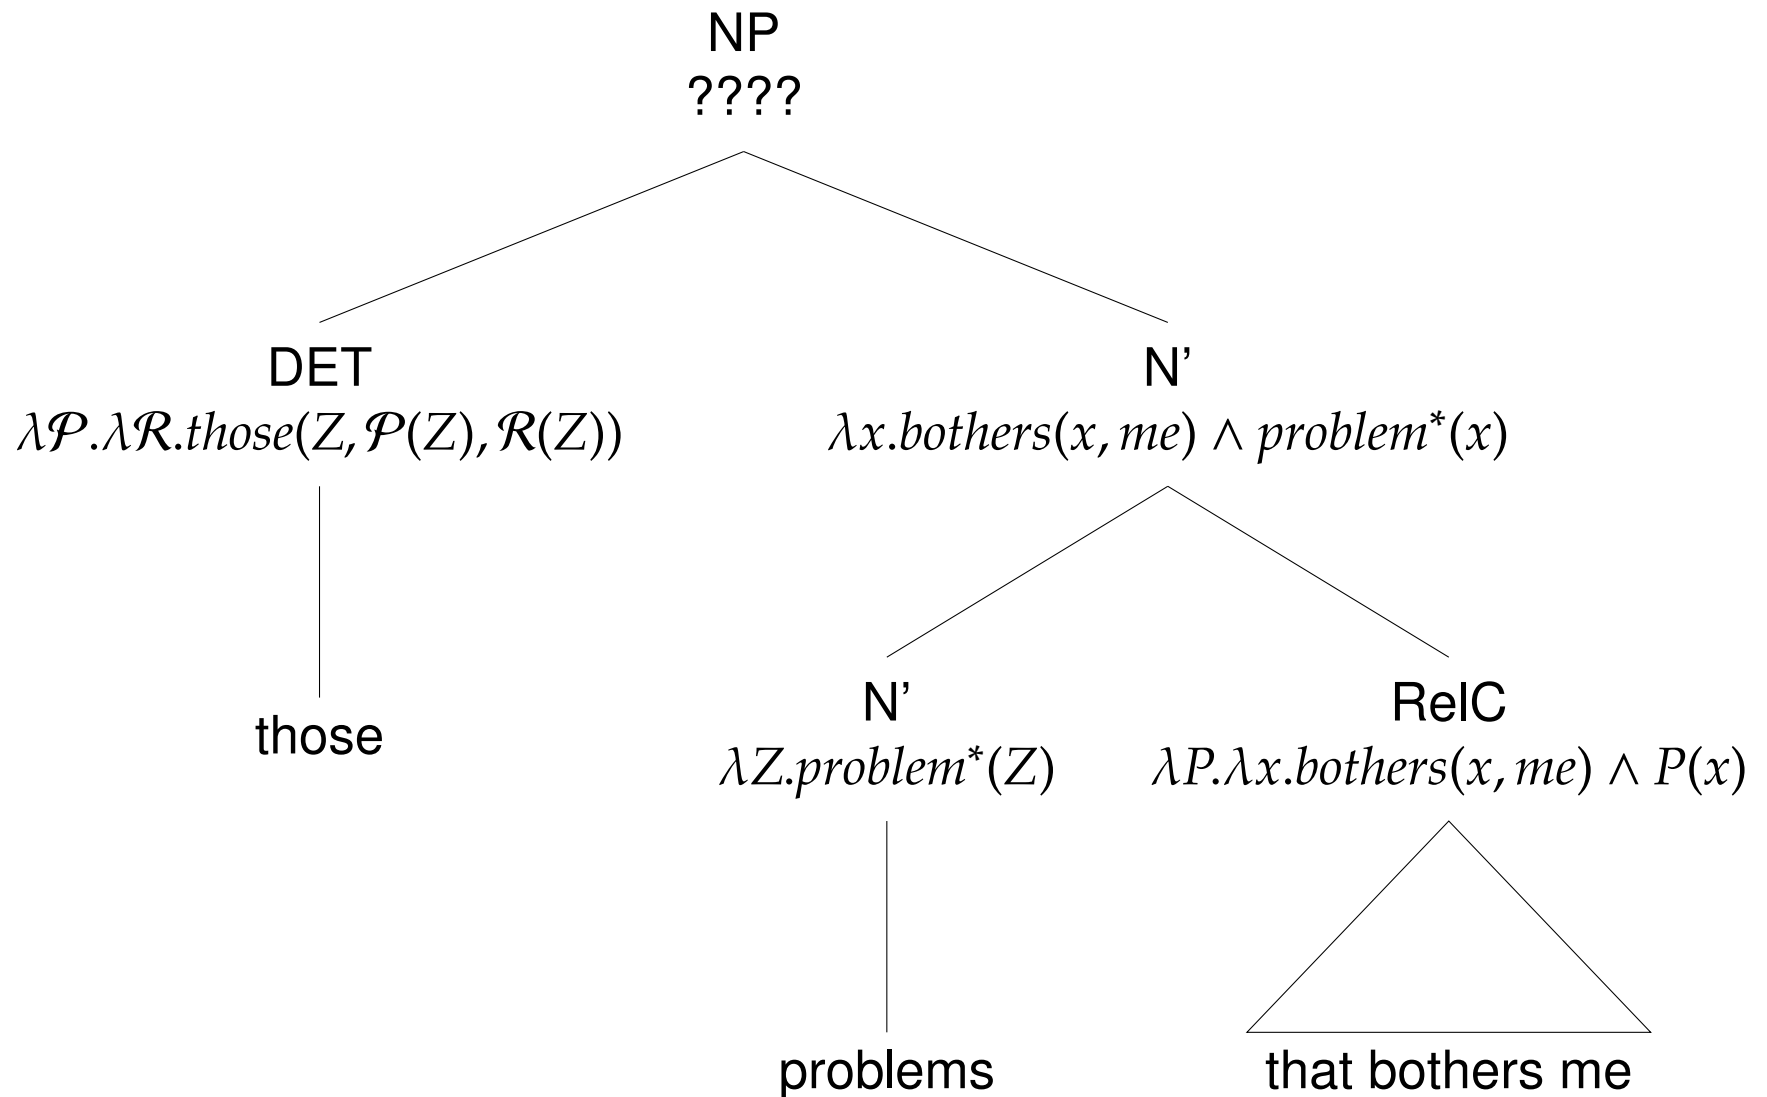 NP
????
DET
λ𝒫.λℛ.those(Z, 𝒫(Z), ℛ(Z))
N’
λx.bothers(x, me) ∧ problem*(x)
those
N’
λZ.problem*(Z)
RelC
λP.λx.bothers(x, me) ∧ P(x)
problems
that bothers me